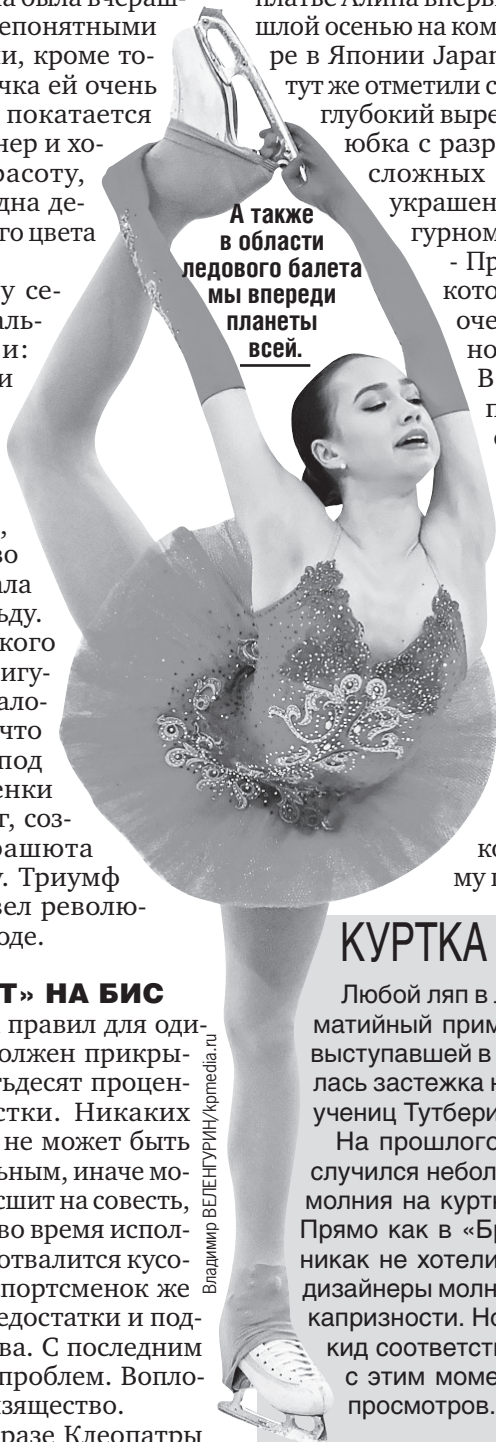 епонятными
и, кроме то-
чка ей очень
покатается
нер и хо-
расоту,
дна де-
го цвета
у се-
аль-
и:
и
,
во
ала
ьду.
кого
игу-
ало-
что
под
енки
г, соз-
рашюта
у. Триумф
вел револю-
оде.
Т» НА БИС
правил для оди-
олжен прикры-
тьдесят процен-
стки. Никаких
не может быть
ьным, иначе мо-
сшит на совесть,
во время испол-
отвалится кусо-
портсменок же
едостатки и под-
ва. С последним
проблем. Вопло-
изящество.
разе Клеопатры
А также
в области
ледового балета
мы впереди
планеты
всей.
Владимир ВЕЛЕНГУРИН/kpmedia.ru
шлой осенью на ком
ре в Японии Japan
тут же отметили с
глубокий выре
юбка с разр
сложных
украшен
гурном
- Пр
кото
оче
но
В
п
ко
му п
КУРТКА
Любой ляп в
матийный прим
выступавшей в
лась застежка н
учениц Тутбери
На прошлого
случился небол
молния на куртк
Прямо как в «Бр
никак не хотели
дизайнеры молн
капризности. Но
кид соответств
с этим моме
просмотров.